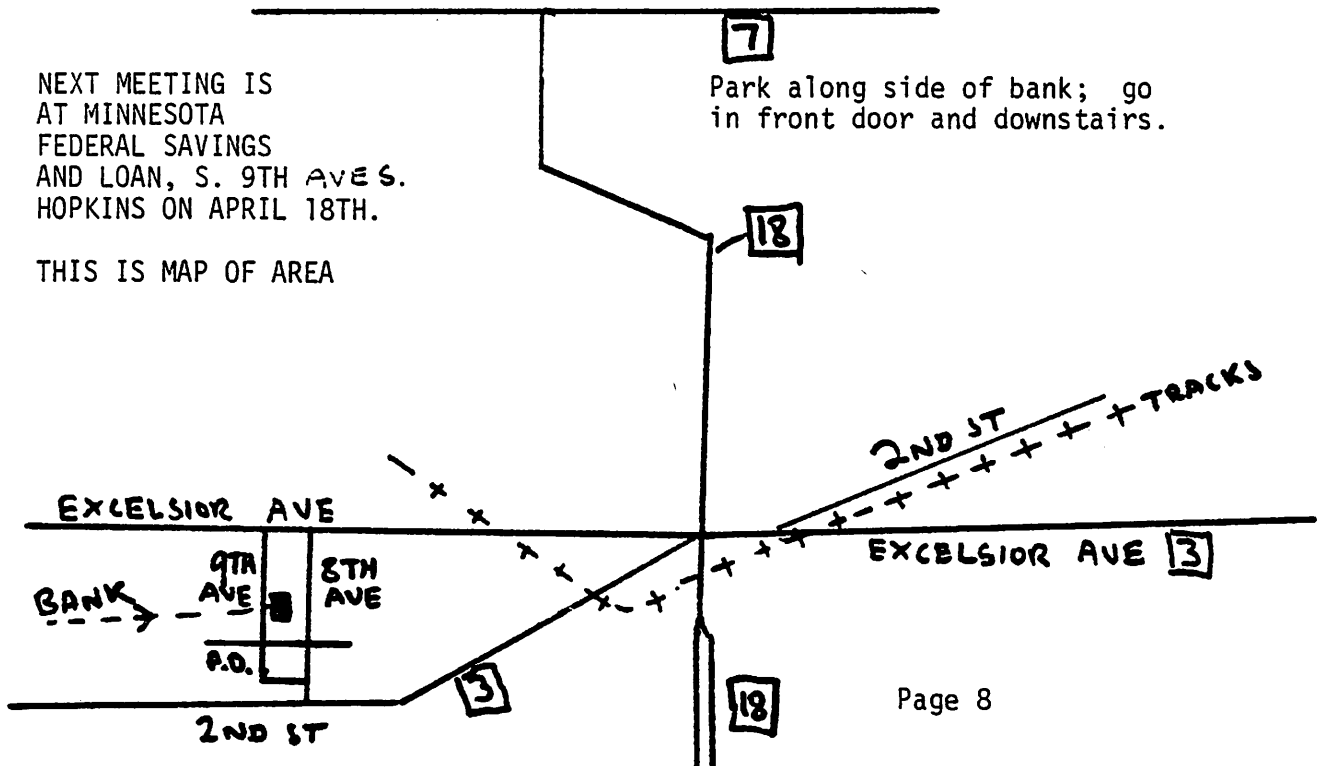 7
NEXT MEETING IS
AT MINNESOTA
FEDERAL SAVINGS
AND LOAN, S. 9TH AVE S.
HOPKINS ON APRIL 18TH.
THIS IS MAP OF AREA
Park along side of bank; go
in front door and downstairs.
18
TRACKS
2ND ST
EXCELSIOR AVE
EXCELSIOR AVE 3
9TH
AVE
8TH
AVE
BANK
P.O.
3
18
2ND ST
Page 8